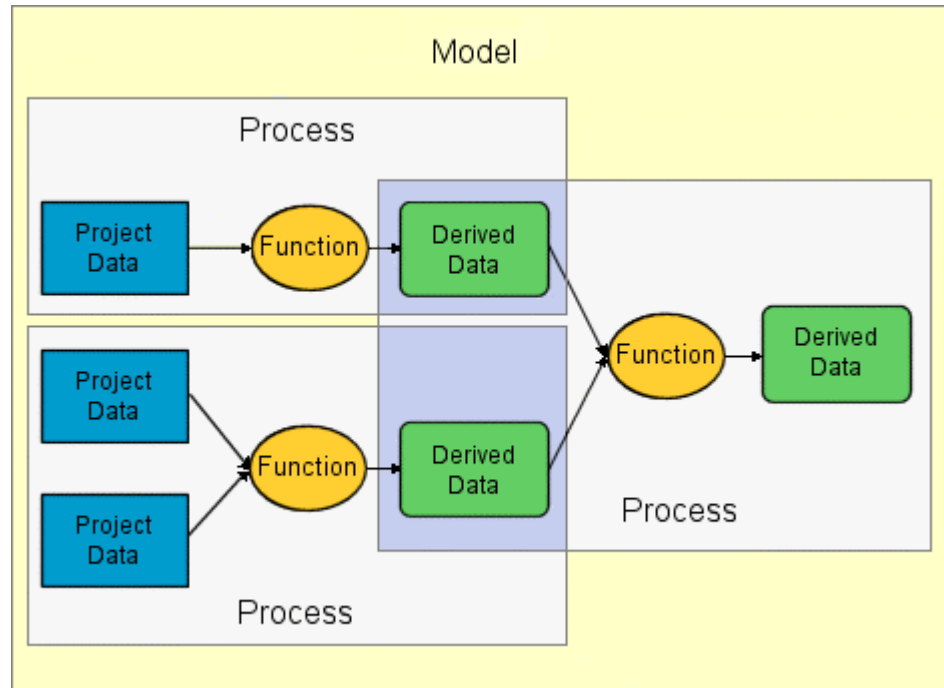 Model
Process
Project
Data
Function
Derived
Data
Project
Data
Project
Data
Function
Derived
Data
Process
Function
Derived
Data
Process